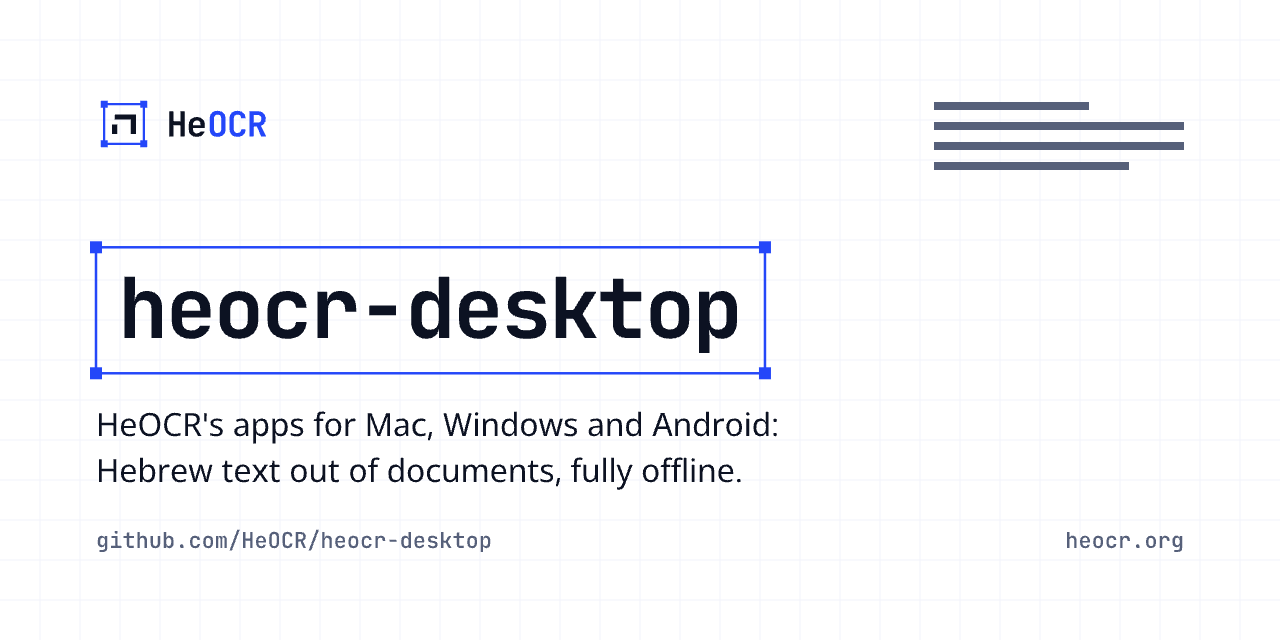 HeOCR
heocr-desktop
HeOCR's apps for Mac, Windows and Android:
Hebrew text out of documents, fully offline.
github.com/HeOCR/heocr-desktop
heocr.org